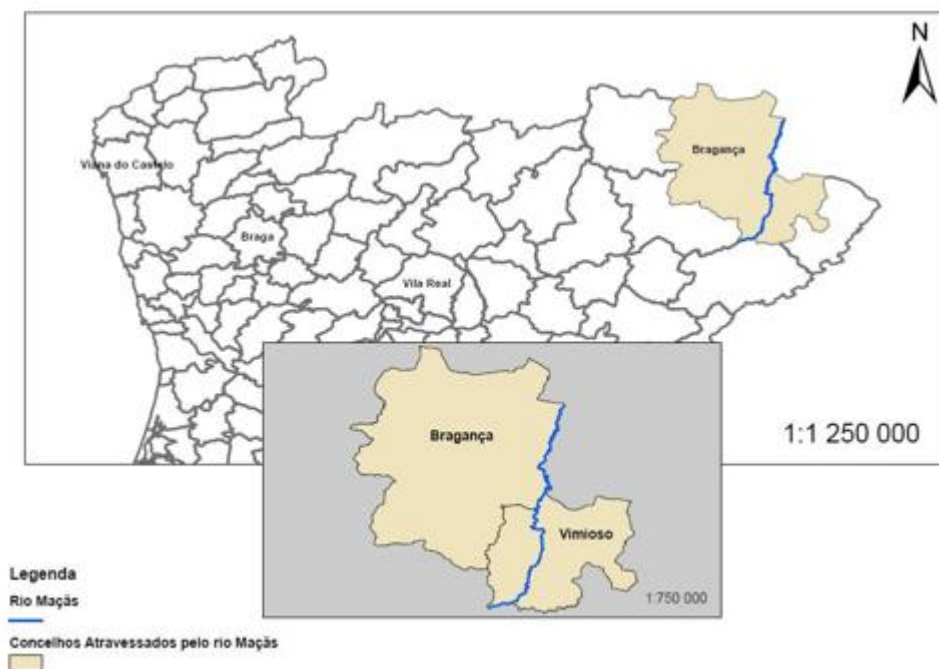 N
Bragança
Viana do Castelo
Braga
Vila Real
1:1 250 000
Bragança
Vimioso
1:750 000
Legenda
Rio Maçãs
Concelhos Atravessados pelo rio Maçãs